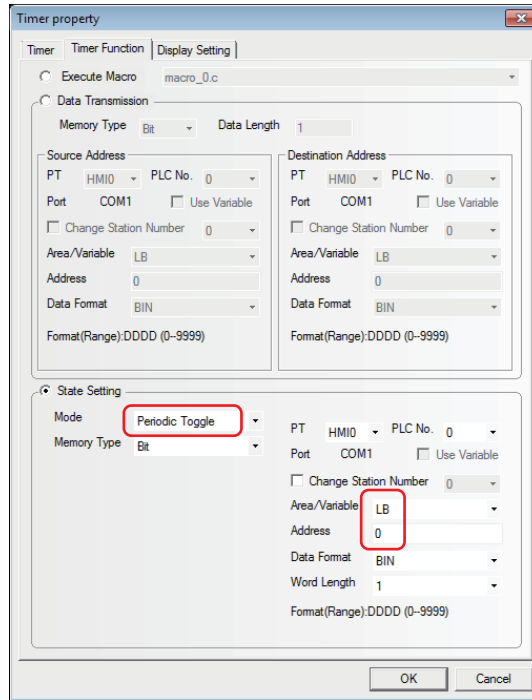 Timer property
Timer Timer Function Display Setting
Execute Macro macro_0.c
Data Transmission
Memory Type Bit Data Length 1
Source Address
PT HMI0 PLC No. 0
Port COM1 Use Variable
Change Station Number 0
Area/Variable LB
Address 0
Data Format BIN
Format(Range):DDDD (0--9999)
Destination Address
PT HMI0 PLC No. 0
Port COM1 Use Variable
Change Station Number 0
Area/Variable LB
Address 0
Data Format BIN
Format(Range):DDDD (0--9999)
State Setting
Mode Periodic Toggle
Memory Type Bit
PT HMI0 PLC No. 0
Port COM1 Use Variable
Change Station Number 0
Area/Variable LB
Address 0
Data Format BIN
Word Length 1
Format(Range):DDDD (0--9999)
OK Cancel